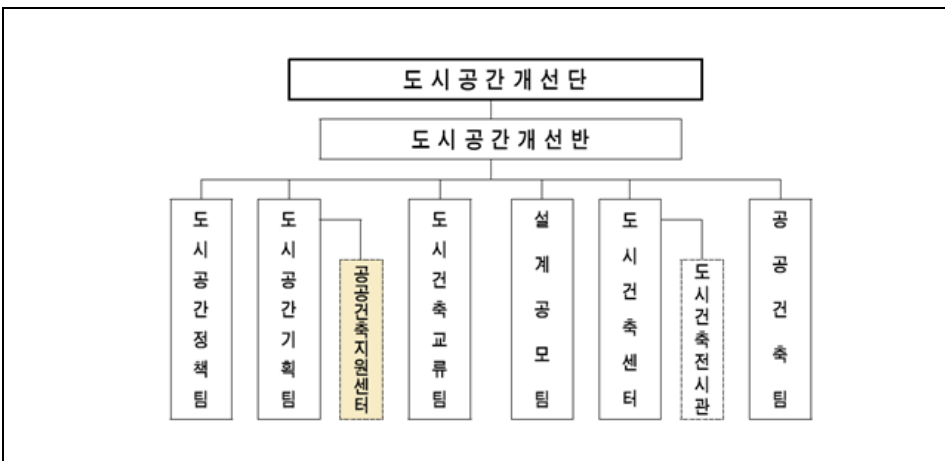 도시공간개선단
도시공간개선반
도시공간정책팀
도시공간기획팀
공공건축지원센터
도시건축교류팀
설계공모팀
도시건축센터
도시건축전시관
공공건축팀